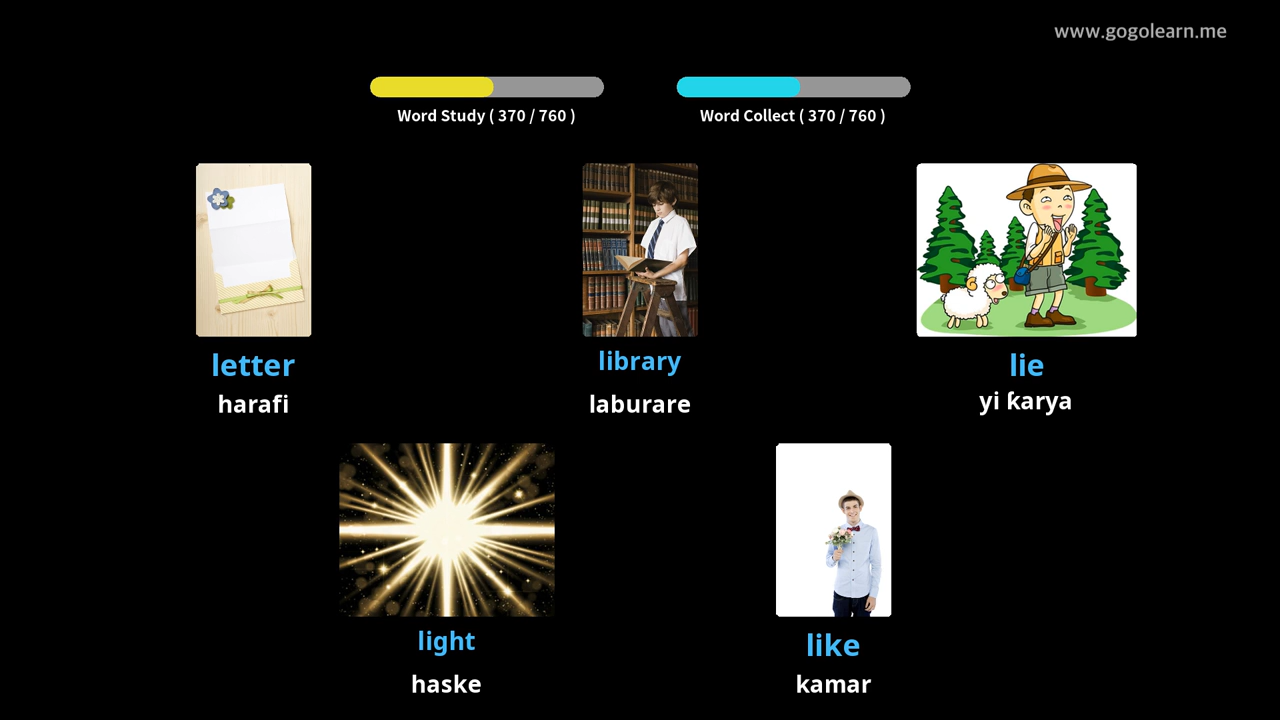 www.gogolearn.me
Word Study ( 370 / 760 )
Word Collect ( 370 / 760 )
letter
harafi
library
laburare
lie
yi ƙarya
light
haske
like
kamar